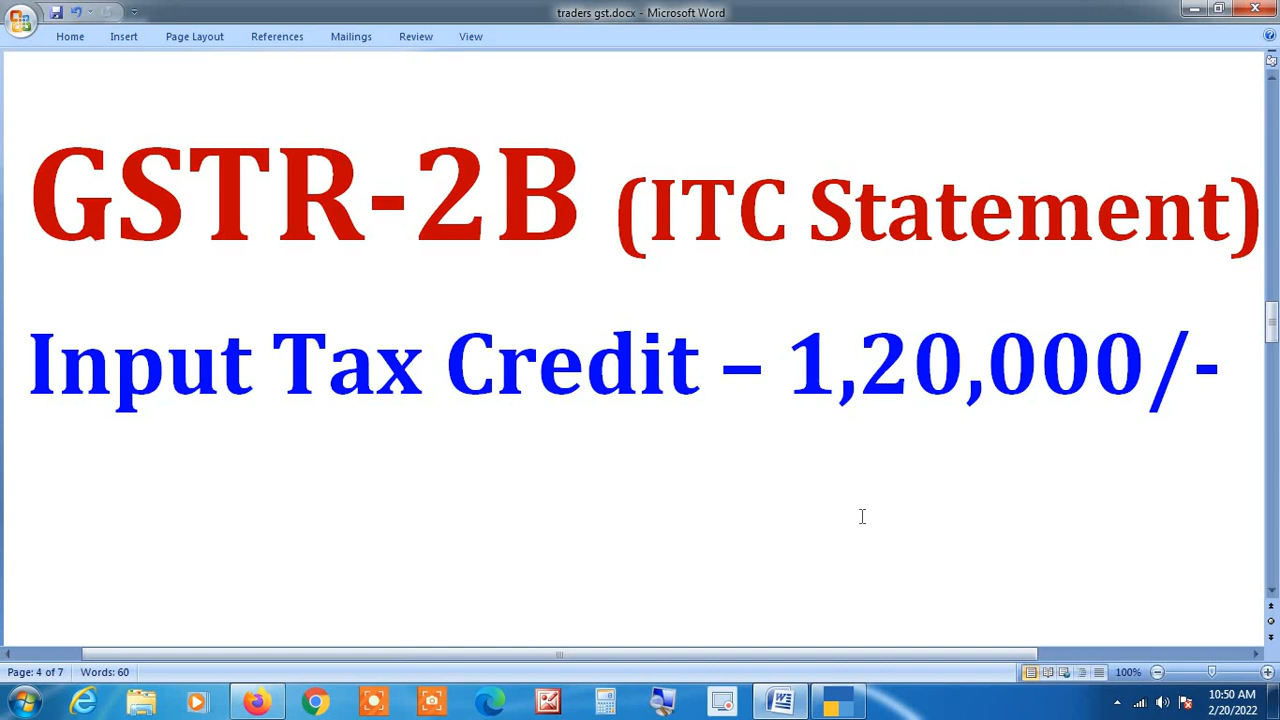 traders gst.docx - Microsoft Word
Home Insert Page Layout References Mailings Review View
GSTR-2B (ITC Statement)
Input Tax Credit – 1,20,000/-
Page: 4 of 7 Words: 60 100%
10:50 AM
2/20/2022